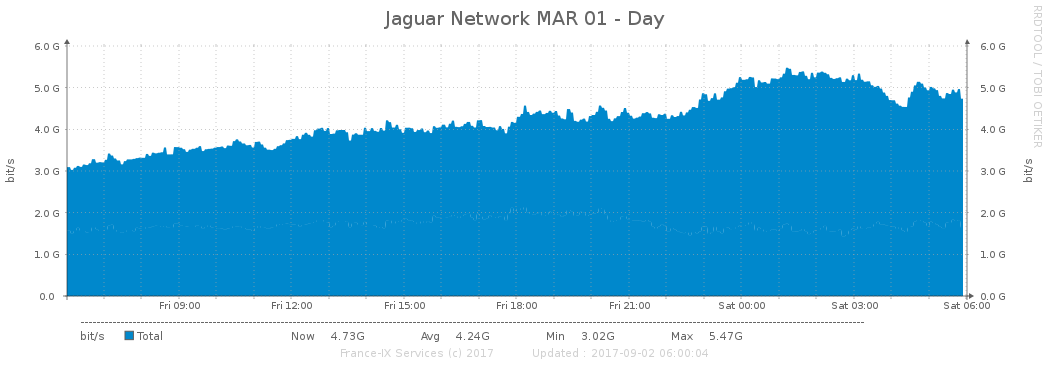 Jaguar Network MAR 01 - Day
RRDTOOL / TOBI OETIKER
6.0 G 6.0 G
5.0 G 5.0 G
4.0 G 4.0 G
3.0 G 3.0 G
2.0 G 2.0 G
1.0 G 1.0 G
0.0 0.0 G
bit/s bit/s
Fri 09:00 Fri 12:00 Fri 15:00 Fri 18:00 Fri 21:00 Sat 00:00 Sat 03:00 Sat 06:00
bit/s Total Now 4.73G Avg 4.24G Min 3.02G Max 5.47G
France-IX Services (c) 2017 Updated : 2017-09-02 06:00:04